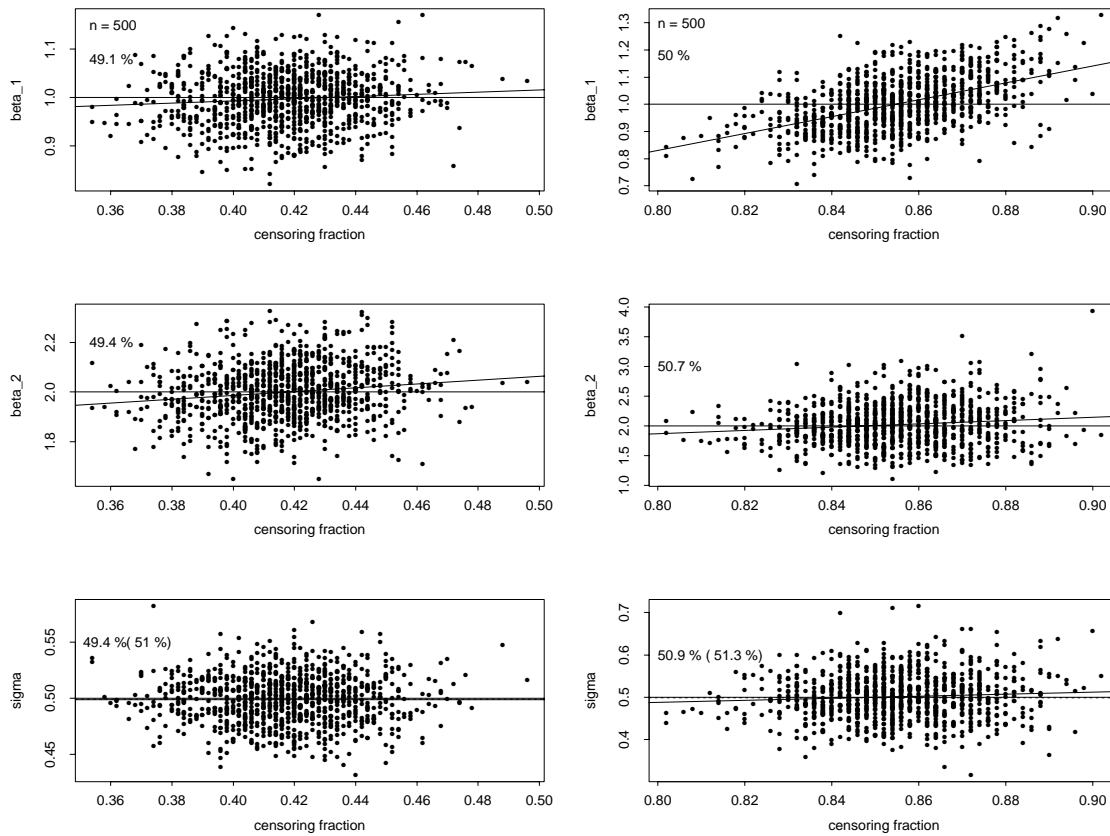 n = 500
49.1 %
beta_1
0.9 1.0 1.1
0.36 0.38 0.40 0.42 0.44 0.46 0.48 0.50
censoring fraction
n = 500
50 %
beta_1
0.7 0.8 0.9 1.0 1.1 1.2 1.3
0.80 0.82 0.84 0.86 0.88 0.90
censoring fraction
49.4 %
beta_2
1.8 2.0 2.2
0.36 0.38 0.40 0.42 0.44 0.46 0.48 0.50
censoring fraction
50.7 %
beta_2
1.0 1.5 2.0 2.5 3.0 3.5 4.0
0.80 0.82 0.84 0.86 0.88 0.90
censoring fraction
49.4 %( 51 %)
sigma
0.45 0.50 0.55
0.36 0.38 0.40 0.42 0.44 0.46 0.48 0.50
censoring fraction
50.9 % ( 51.3 %)
sigma
0.4 0.5 0.6 0.7
0.80 0.82 0.84 0.86 0.88 0.90
censoring fraction